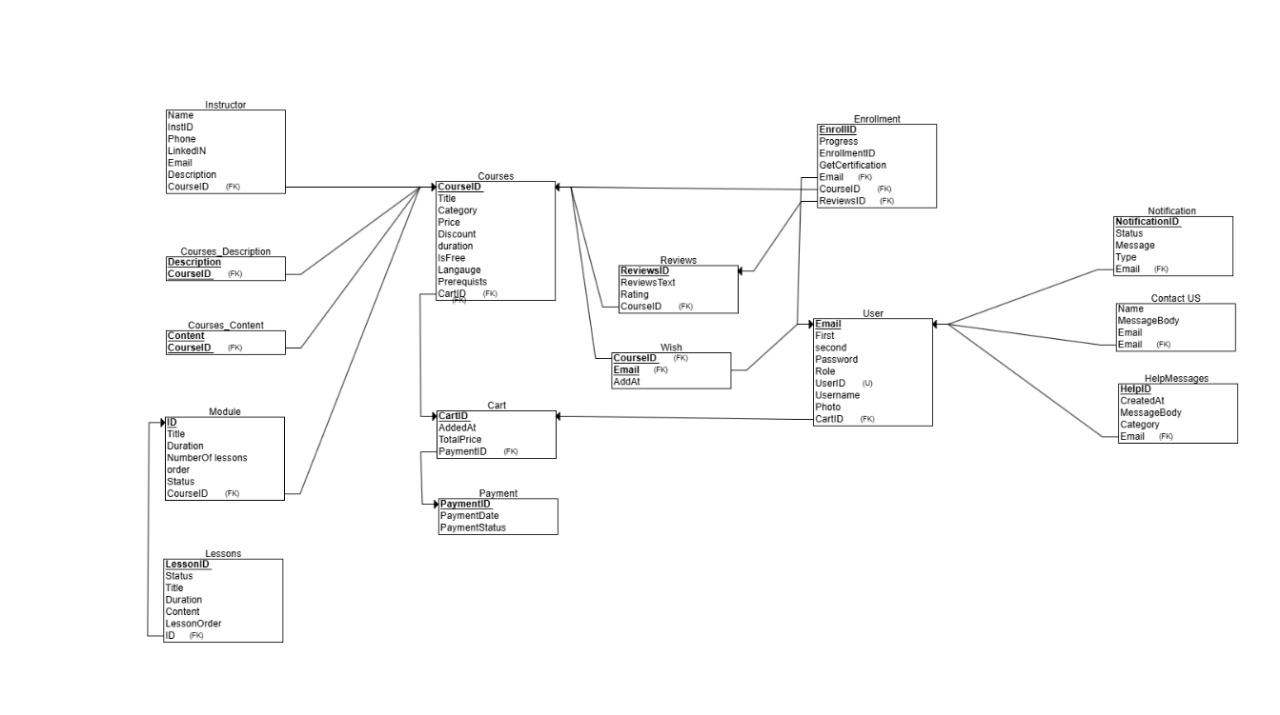 Instructor
Name
InstID
Phone
LinkedIN
Email
Description
CourseID (FK)
Courses_Description
Description
CourseID (FK)
Courses_Content
Content
CourseID (FK)
Module
ID
Title
Duration
NumberOf lessons
order
Status
CourseID (FK)
Lessons
LessonID
Status
Title
Duration
Content
LessonOrder
ID (FK)
Courses
CourseID
Title
Category
Price
Discount
duration
IsFree
Langauge
Prerequists
CartID (FK)
(FK)
Cart
CartID
AddedAt
TotalPrice
PaymentID (FK)
Payment
PaymentID
PaymentDate
PaymentStatus
Reviews
ReviewsID
ReviewsText
Rating
CourseID (FK)
Wish
CourseID (FK)
Email (FK)
AddAt
Enrollment
EnrollID
Progress
EnrollmentID
GetCertification
Email (FK)
CourseID (FK)
ReviewsID (FK)
User
Email
First
second
Password
Role
UserID (U)
Username
Photo
CartID (FK)
Notification
NotificationID
Status
Message
Type
Email (FK)
Contact US
Name
MessageBody
Email
Email (FK)
HelpMessages
HelpID
CreatedAt
MessageBody
Category
Email (FK)